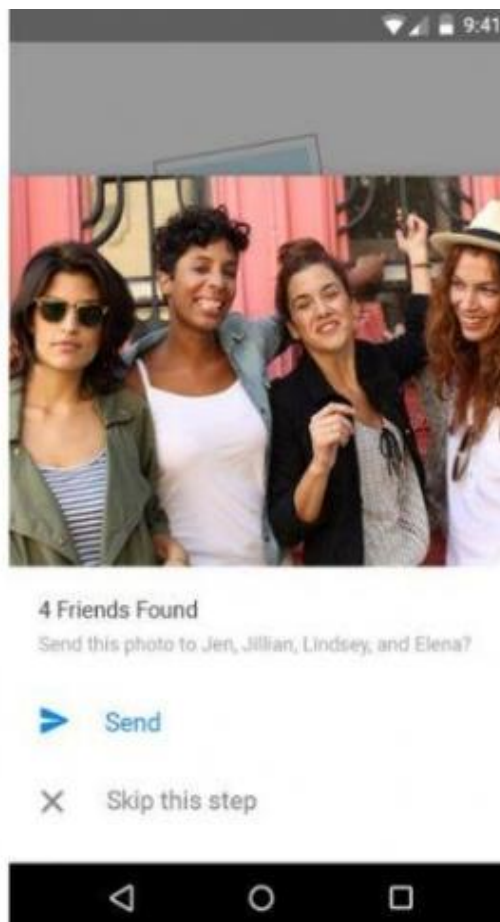 9:41
4 Friends Found
Send this photo to Jen, Jillian, Lindsey, and Elena?
Send
Skip this step